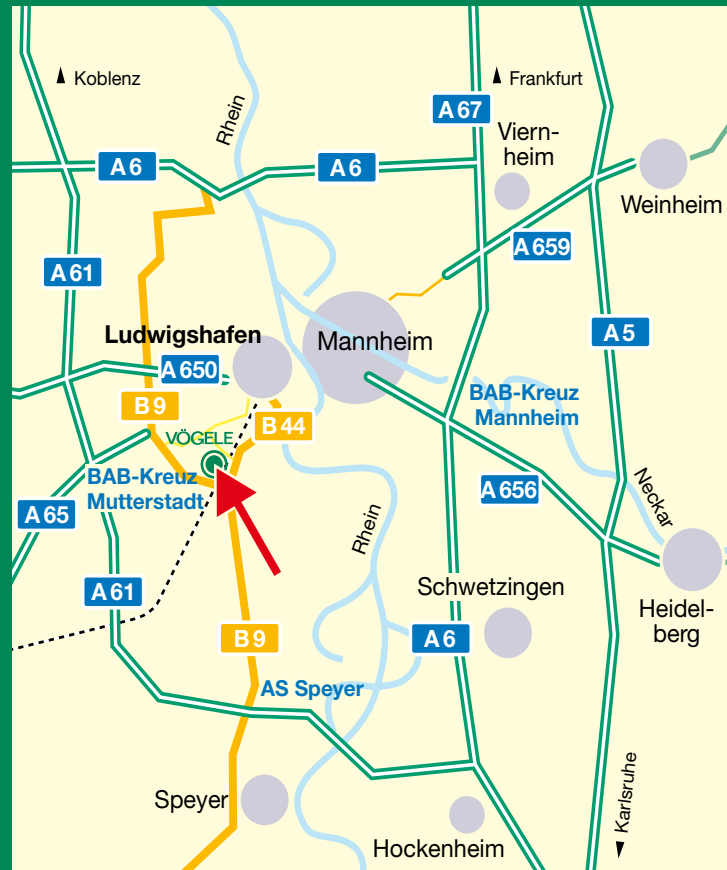 Koblenz
Frankfurt
Rhein
A 67
Viern-
heim
A 6
A 6
Weinheim
A 659
A 61
Ludwigshafen
Mannheim
A 5
A 650
B 9
B 44
BAB-Kreuz
Mannheim
VÖGELE
BAB-Kreuz
Mutterstadt
A 65
A 656
Neckar
Rhein
A 61
Schwetzingen
Heidel-
berg
B 9
A 6
AS Speyer
Speyer
Hockenheim
Karlsruhe